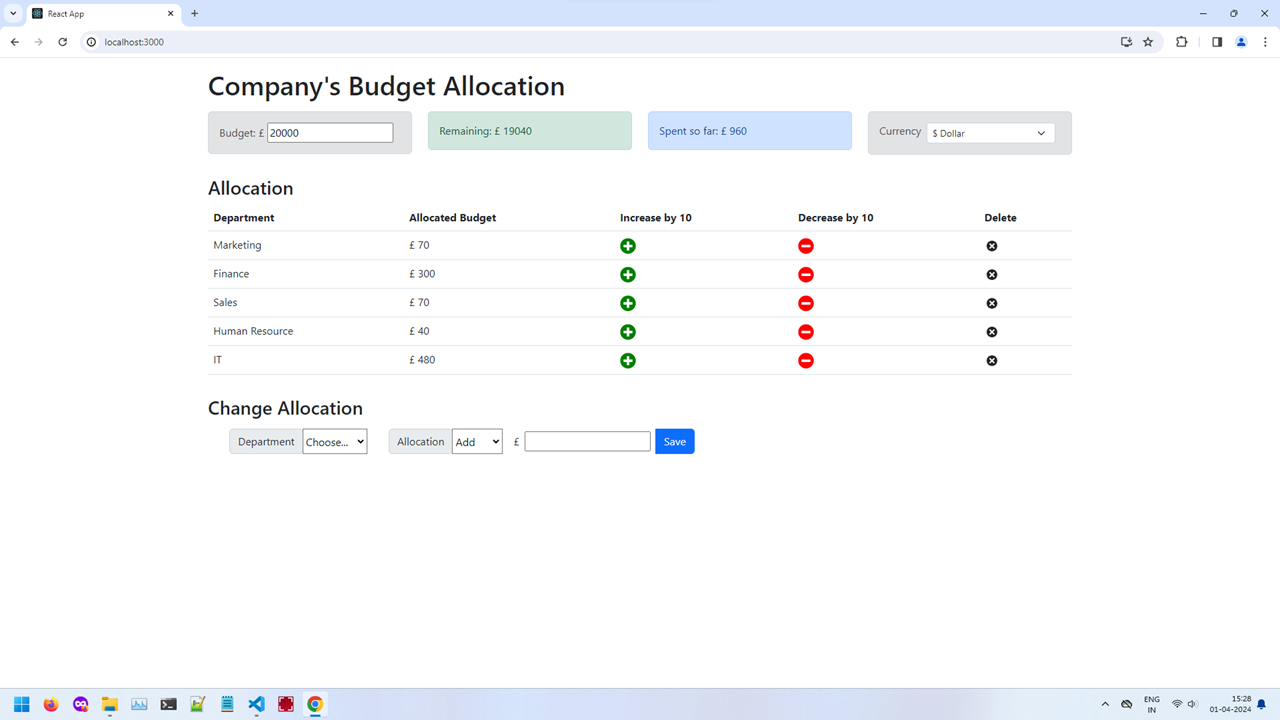 React App
localhost:3000
Company's Budget Allocation
Budget: £ 20000 Remaining: £ 19040 Spent so far: £ 960 Currency $ Dollar
Allocation
Department Allocated Budget Increase by 10 Decrease by 10 Delete
Marketing £ 70
Finance £ 300
Sales £ 70
Human Resource £ 40
IT £ 480
Change Allocation
Department Choose... Allocation Add £ Save
ENG 15:28
IN 01-04-2024